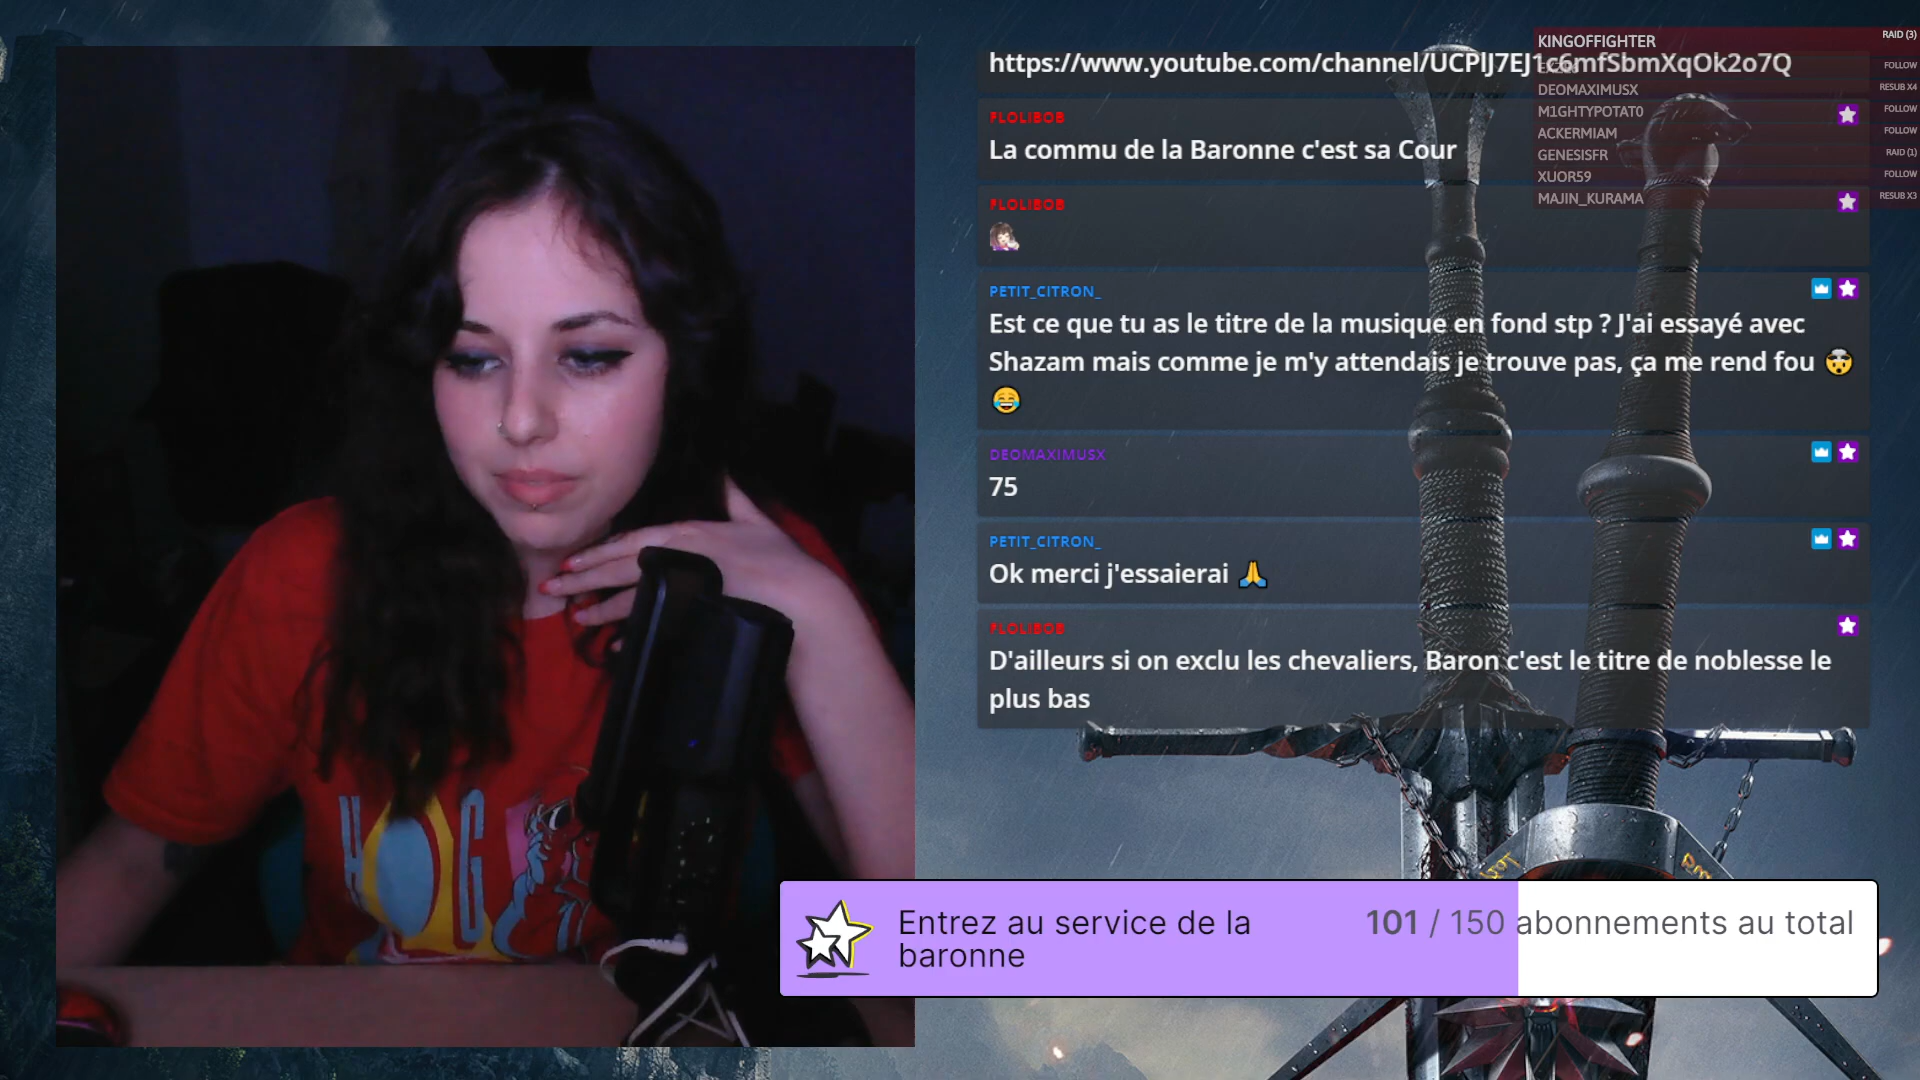 https://www.youtube.com/channel/UCPlJ7EJ1c6mfSbmXqOk2o7Q
KINGOFFIGHTER RAID (3)
FOLLOW
DEOMAXIMUSX RESUB X4
M1GHTYPOTAT0 FOLLOW
ACKERMIAM FOLLOW
GENESISFR RAID (1)
XUOR59 FOLLOW
MAJIN_KURAMA RESUB X3
FLOLIBOB
La commu de la Baronne c'est sa Cour
FLOLIBOB
PETIT_CITRON_
Est ce que tu as le titre de la musique en fond stp ? J'ai essayé avec
Shazam mais comme je m'y attendais je trouve pas, ça me rend fou 🤯
😂
DEOMAXIMUSX
75
PETIT_CITRON_
Ok merci j'essaierai 🙏
FLOLIBOB
D'ailleurs si on exclu les chevaliers, Baron c'est le titre de noblesse le
plus bas
Entrez au service de la
baronne
101 / 150 abonnements au total